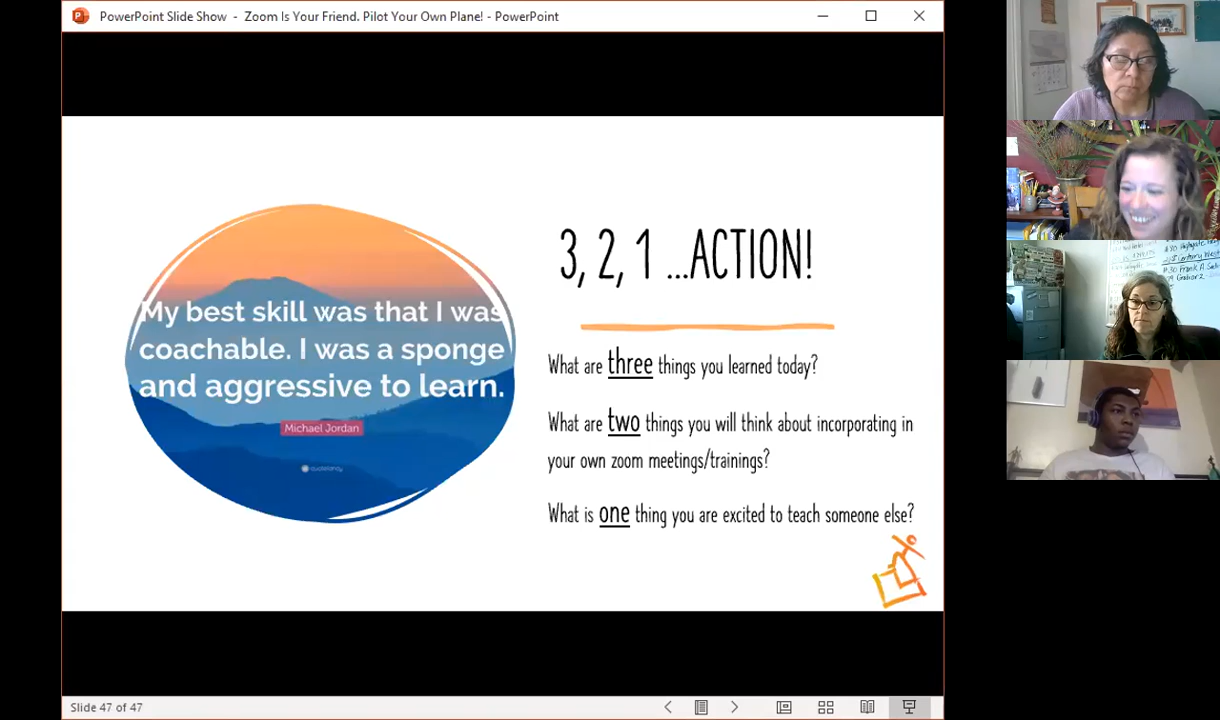 PowerPoint Slide Show - Zoom Is Your Friend. Pilot Your Own Plane! - PowerPoint
3, 2, 1 ...ACTION!
My best skill was that I was
coachable. I was a sponge
and aggressive to learn.
Michael Jordan
quotefancy
What are three things you learned today?
What are two things you will think about incorporating in
your own zoom meetings/trainings?
What is one thing you are excited to teach someone else?
Slide 47 of 47